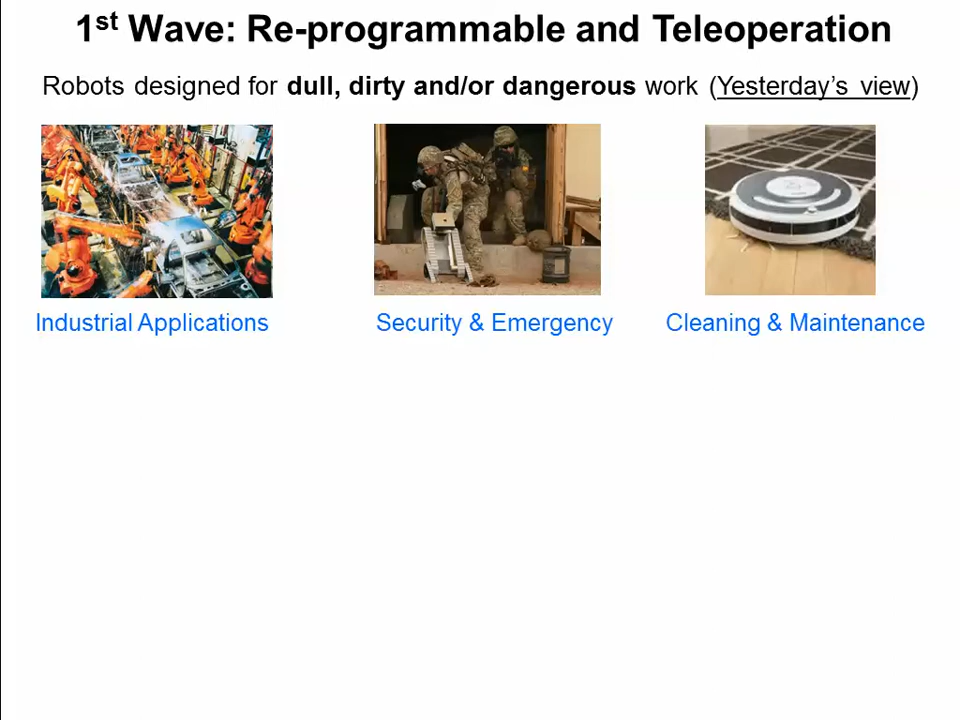 1st Wave: Re-programmable and Teleoperation
Robots designed for dull, dirty and/or dangerous work (Yesterday's view)
Industrial Applications
Security & Emergency
Cleaning & Maintenance